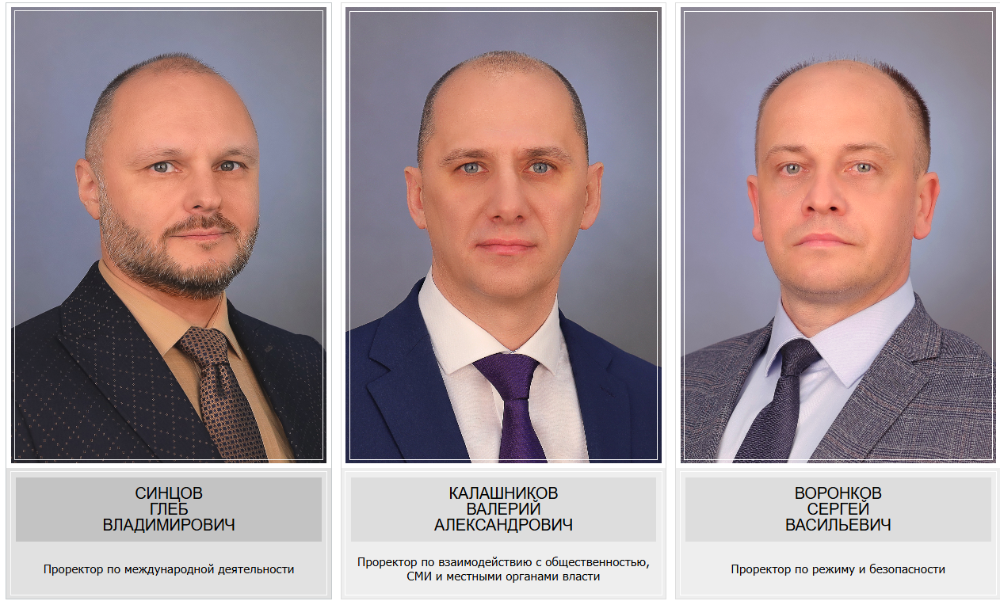 СИНЦОВ
ГЛЕБ
ВЛАДИМИРОВИЧ
Проректор по международной деятельности
КАЛАШНИКОВ
ВАЛЕРИЙ
АЛЕКСАНДРОВИЧ
Проректор по взаимодействию с общественностью,
СМИ и местными органами власти
ВОРОНКОВ
СЕРГЕЙ
ВАСИЛЬЕВИЧ
Проректор по режиму и безопасности